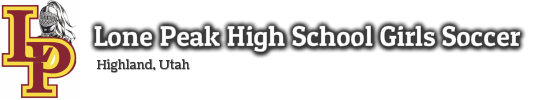 LP
Lone Peak High School Girls Soccer
Highland, Utah